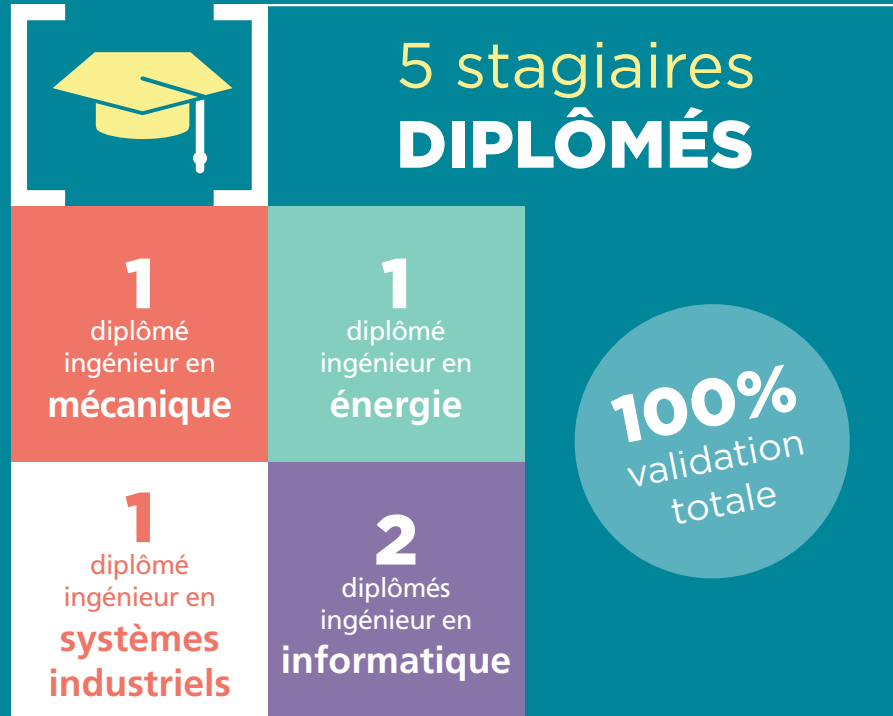 5 stagiaires
DIPLÔMÉS
1
diplômé
ingénieur en
mécanique
1
diplômé
ingénieur en
énergie
1
diplômé
ingénieur en
systèmes
industriels
2
diplômés
ingénieur en
informatique
100%
validation
totale